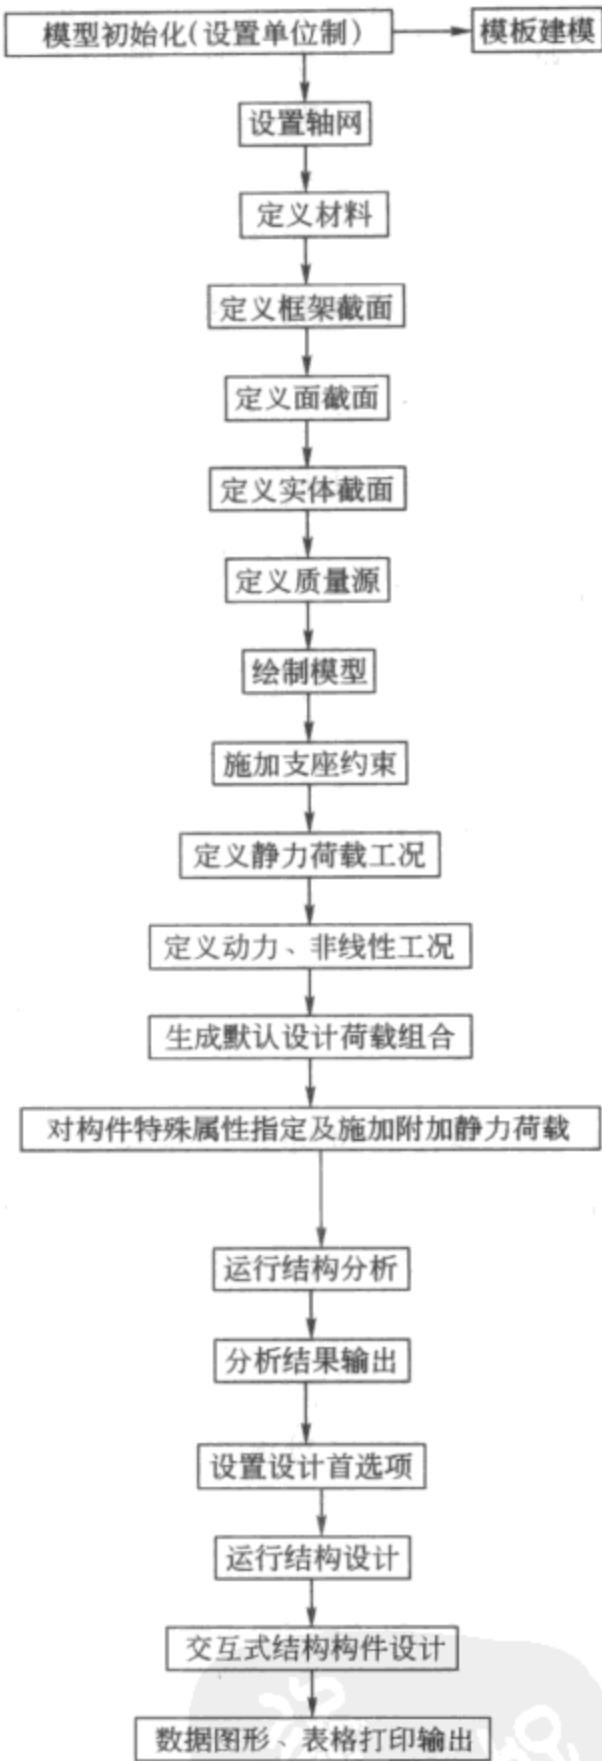 模型初始化(设置单位制)
模板建模
设置轴网
定义材料
定义框架截面
定义面截面
定义实体截面
定义质量源
绘制模型
施加支座约束
定义静力荷载工况
定义动力、非线性工况
生成默认设计荷载组合
对构件特殊属性指定及施加附加静力荷载
运行结构分析
分析结果输出
设置设计首选项
运行结构设计
交互式结构构件设计
数据图形、表格打印输出